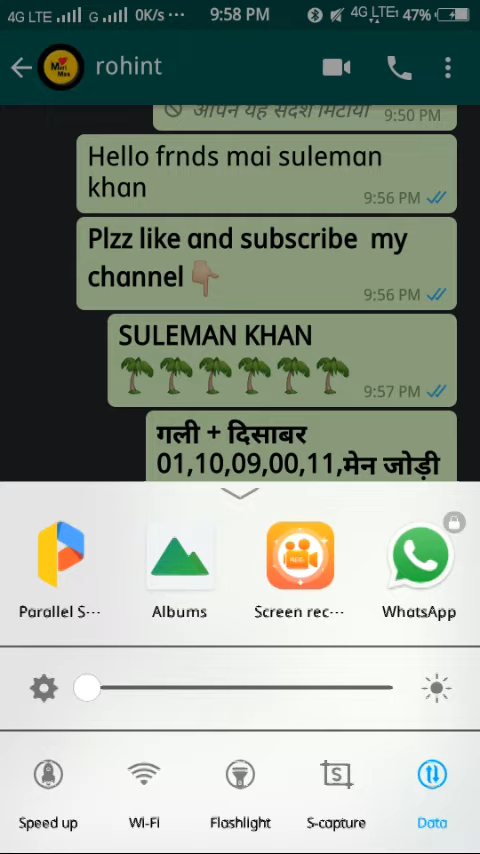 4G LTE G 0K/s ... 9:58 PM 4G LTE 47%
rohint
आपने यह संदेश मिटाया 9:50 PM
Hello frnds mai suleman
khan
9:56 PM
Plzz like and subscribe my
channel 👇
9:56 PM
SULEMAN KHAN
🌴🌴🌴🌴🌴🌴 9:57 PM
गली + दिसाबर
01,10,09,00,11,मेन जोड़ी
Parallel S··· Albums Screen rec··· WhatsApp
Speed up Wi-Fi Flashlight S-capture Data